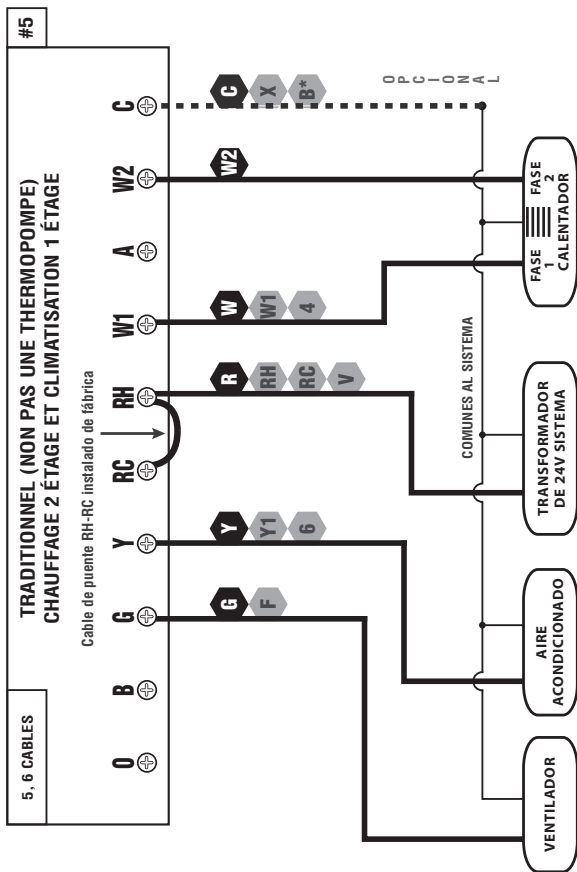 5, 6 CABLES
#5
TRADITIONNEL (NON PAS UNE THERMOPOMPE)
CHAUFFAGE 2 ÉTAGE ET CLIMATISATION 1 ÉTAGE
Cable de puente RH-RC instalado de fábrica
O B G Y RC RH W1 A W2 C
G Y R W W2 C
F Y1 RH W1 X
6 RC 4 B*
V
OPCIONAL
COMUNES AL SISTEMA
VENTILADOR
AIRE
ACONDICIONADO
TRANSFORMADOR
DE 24V SISTEMA
FASE 1
FASE 2
CALENTADOR